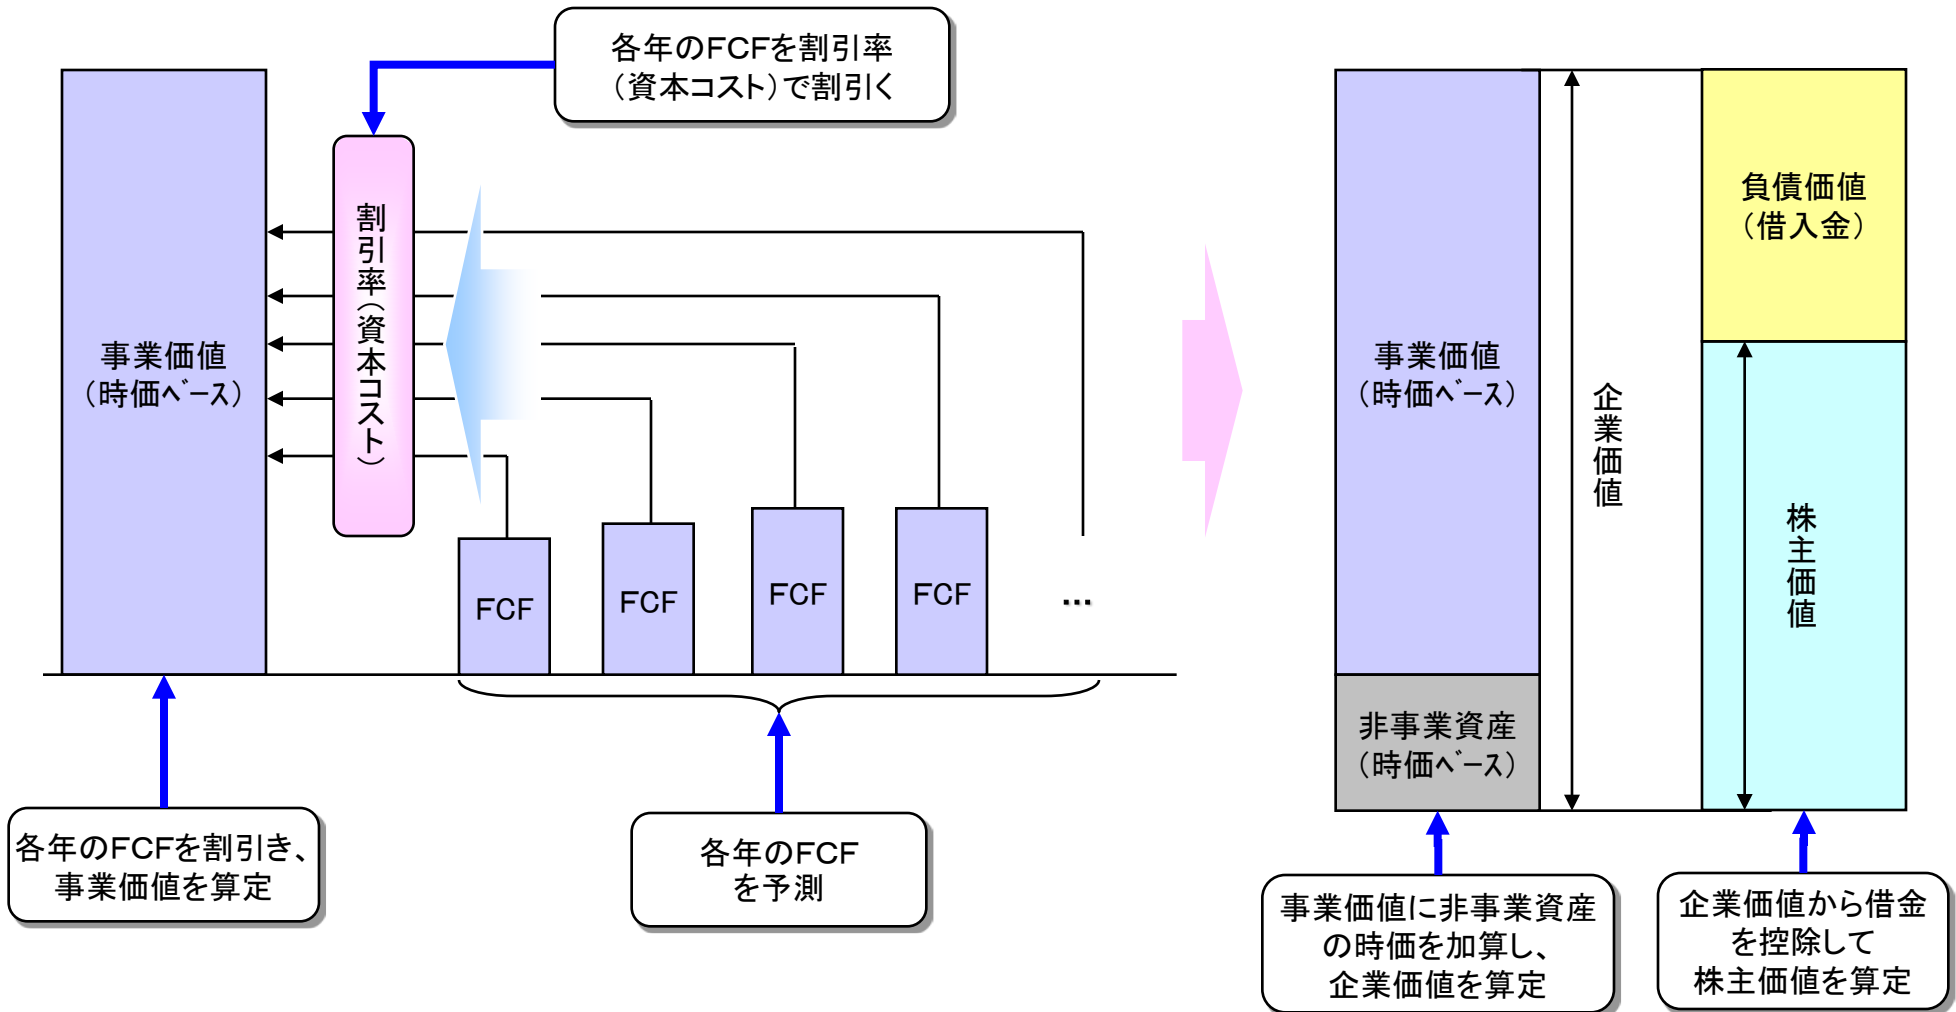 各年のFCFを割引率
（資本コスト）で割引く
割引率（資本コスト）
事業価値
（時価ベース）
FCF
FCF
FCF
FCF
…
各年のFCFを割引き、
事業価値を算定
各年のFCF
を予測
事業価値
（時価ベース）
非事業資産
（時価ベース）
企業価値
負債価値
（借入金）
株主価値
事業価値に非事業資産
の時価を加算し、
企業価値を算定
企業価値から借金
を控除して
株主価値を算定